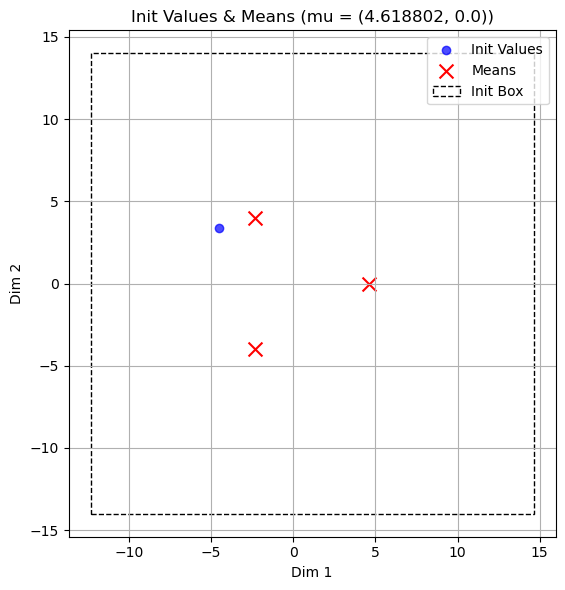 Init Values & Means (mu = (4.618802, 0.0))
Init Values
Means
Init Box
15
10
5
0
−5
−10
−15
Dim 2
−10 −5 0 5 10 15
Dim 1